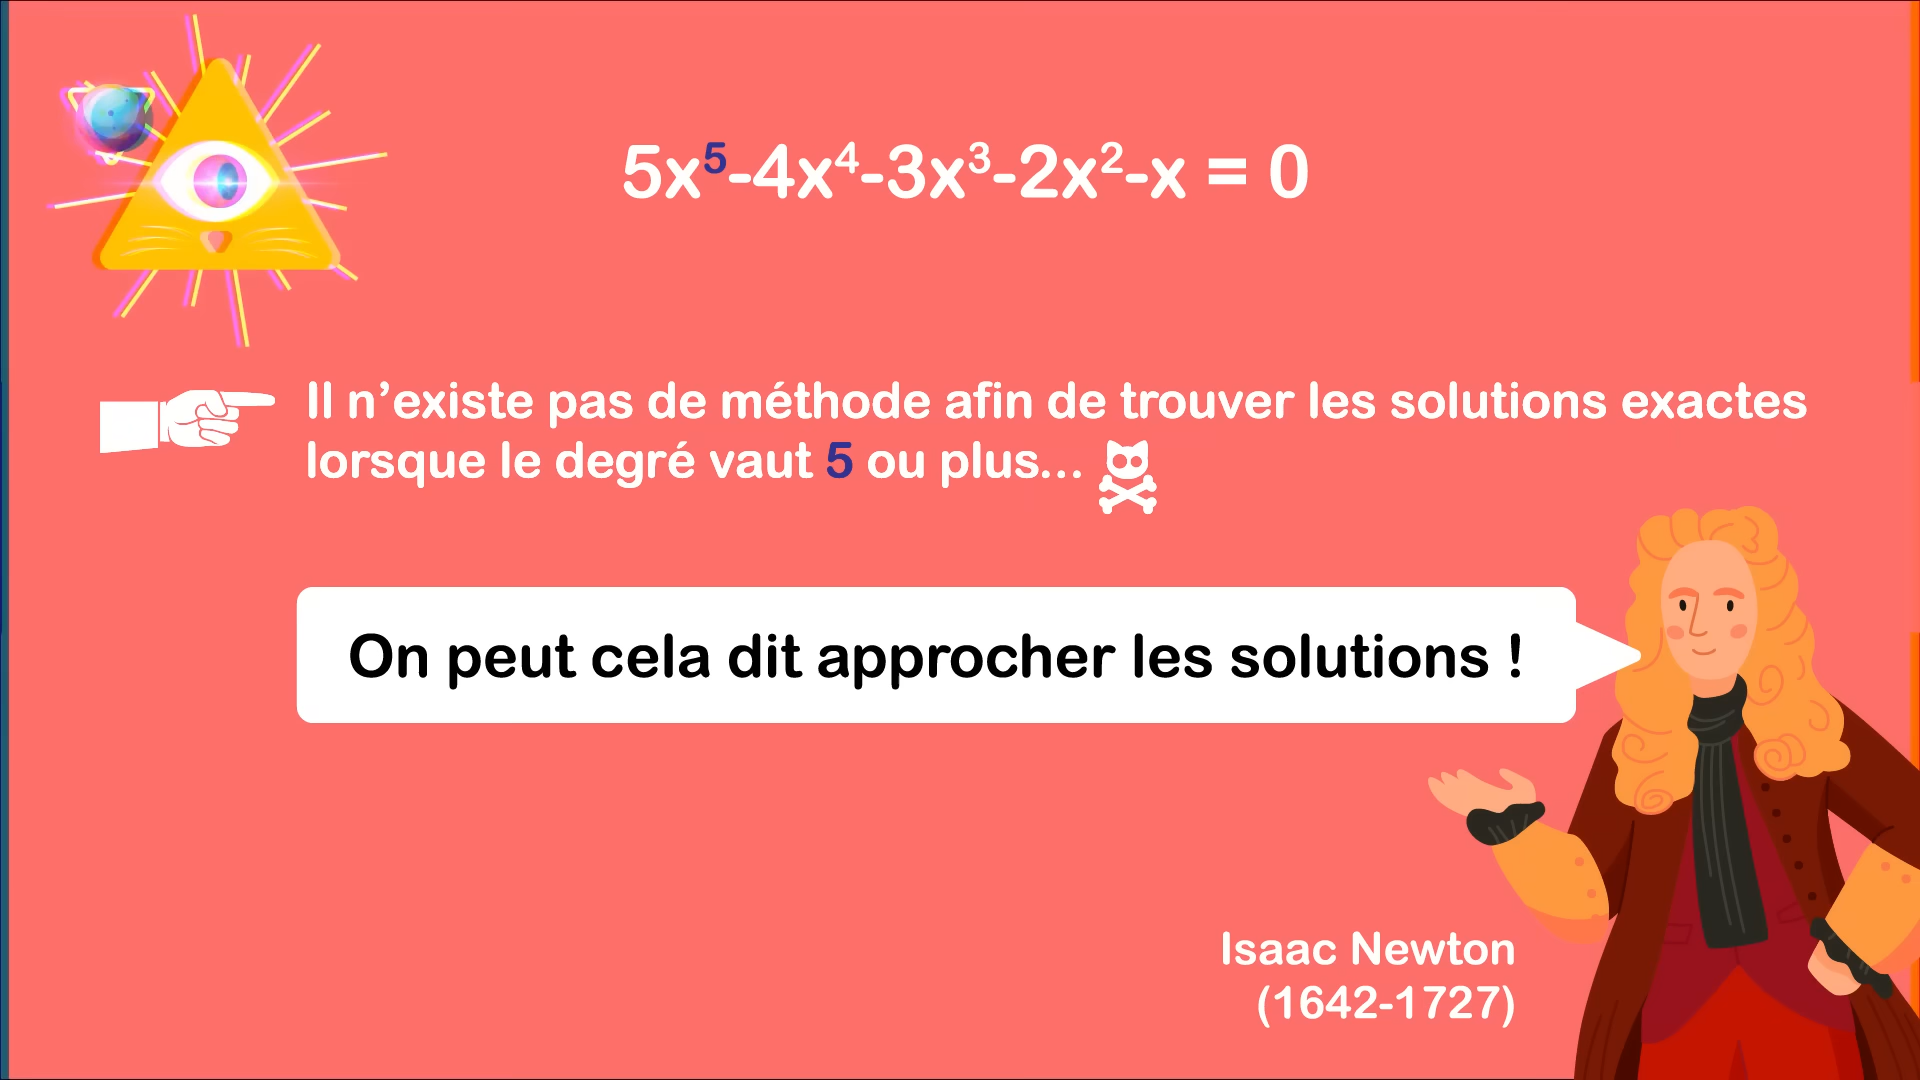 5x⁵-4x⁴-3x³-2x²-x = 0
Il n’existe pas de méthode afin de trouver les solutions exactes
lorsque le degré vaut 5 ou plus...
On peut cela dit approcher les solutions !
Isaac Newton
(1642-1727)